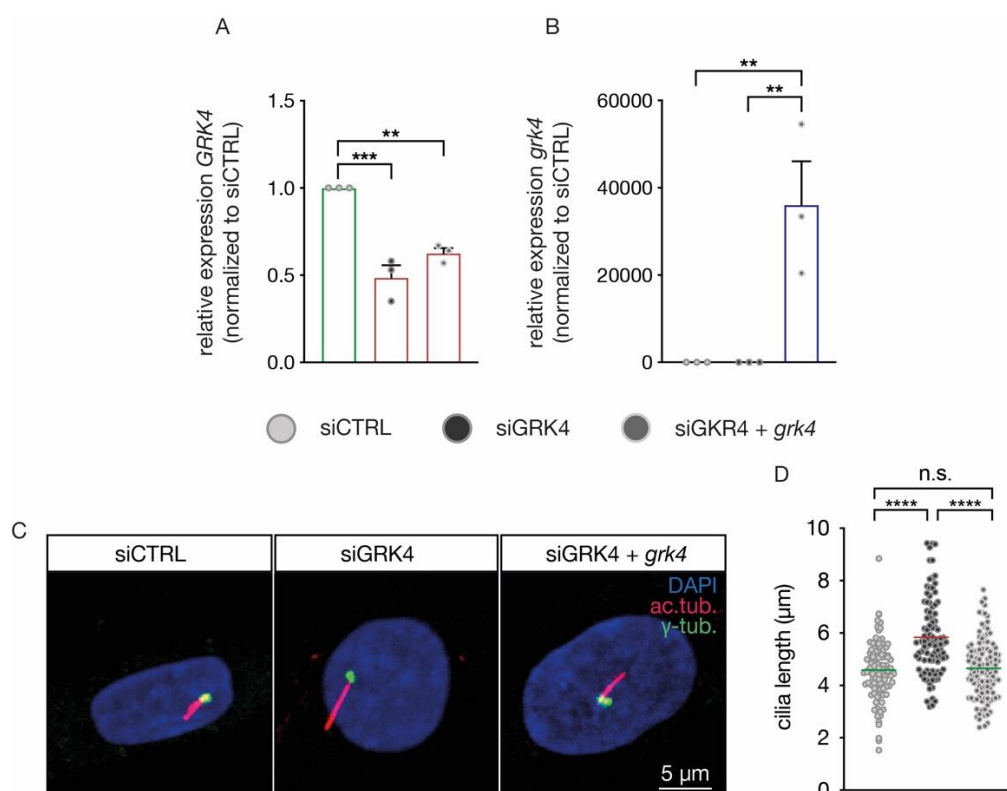 A
relative expression GRK4
(normalized to siCTRL)
1.5
1.0
0.5
0.0
***
**
B
relative expression grk4
(normalized to siCTRL)
60000
40000
20000
0
**
**
siCTRL
siGRK4
siGKR4 + grk4
C
siCTRL
siGRK4
siGRK4 + grk4
DAPI
ac.tub.
γ-tub.
5 µm
D
n.s.
****
****
cilia length (µm)
10
8
6
4
2
0